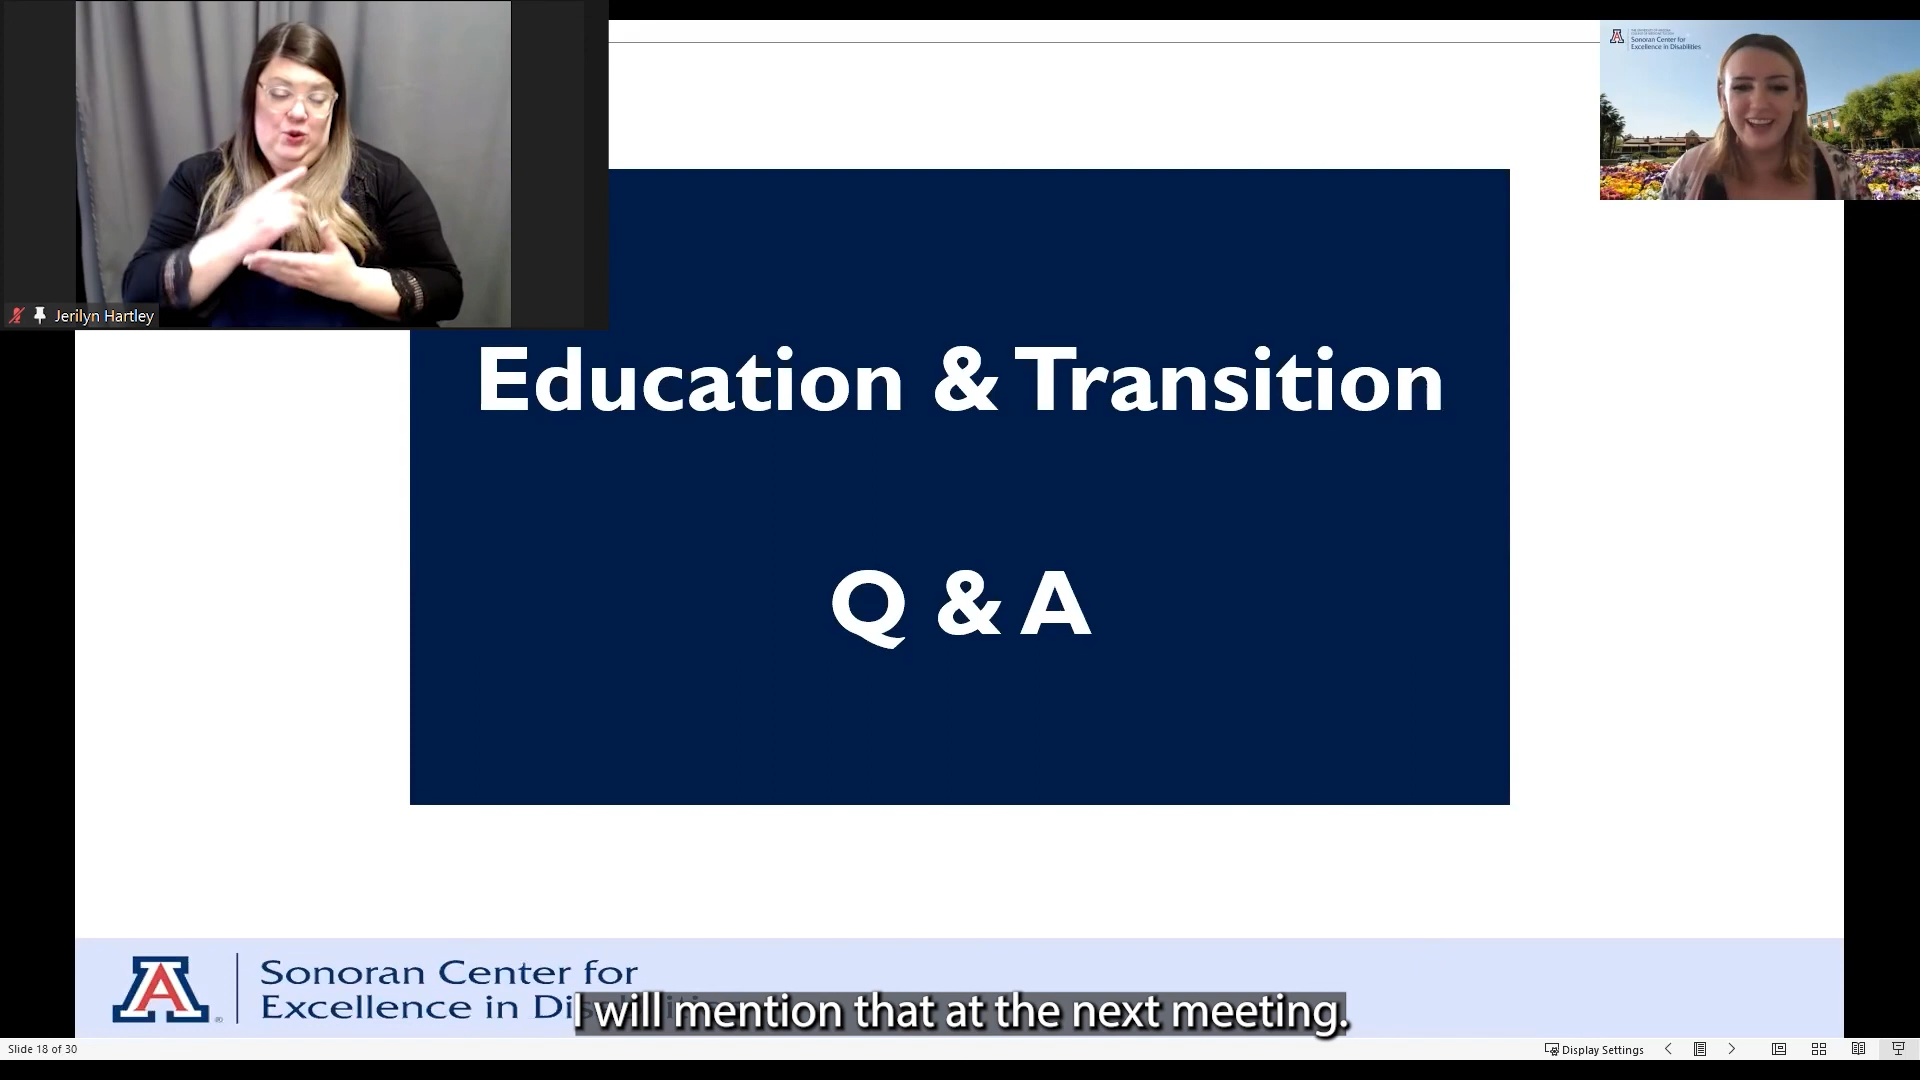 Sonoran Center for
Excellence in Disabilities
Jerilyn Hartley
Education & Transition
Q & A
Sonoran Center for
Excellence in
I will mention that at the next meeting.
Slide 18 of 30
Display Settings